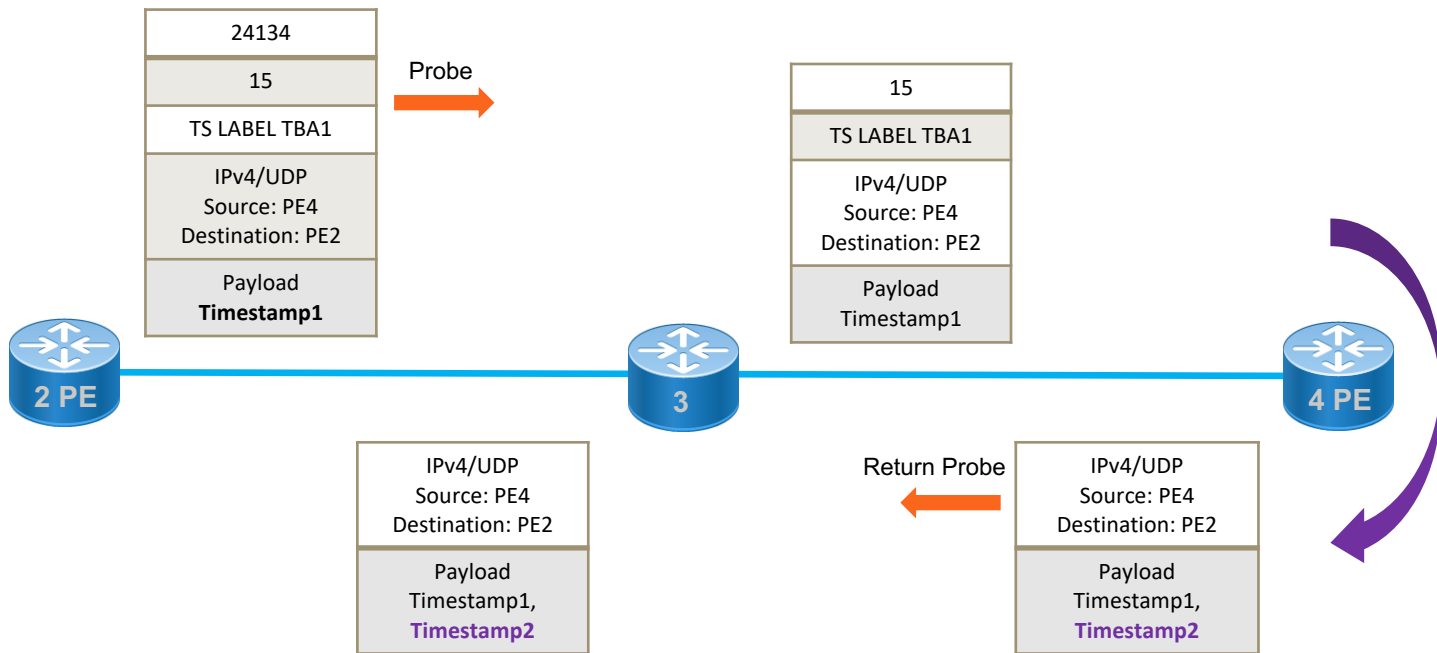 24134
15
TS LABEL TBA1
IPv4/UDP
Source: PE4
Destination: PE2
Payload
Timestamp1
Probe
15
TS LABEL TBA1
IPv4/UDP
Source: PE4
Destination: PE2
Payload
Timestamp1
2 PE
3
4 PE
IPv4/UDP
Source: PE4
Destination: PE2
Payload
Timestamp1,
Timestamp2
Return Probe
IPv4/UDP
Source: PE4
Destination: PE2
Payload
Timestamp1,
Timestamp2